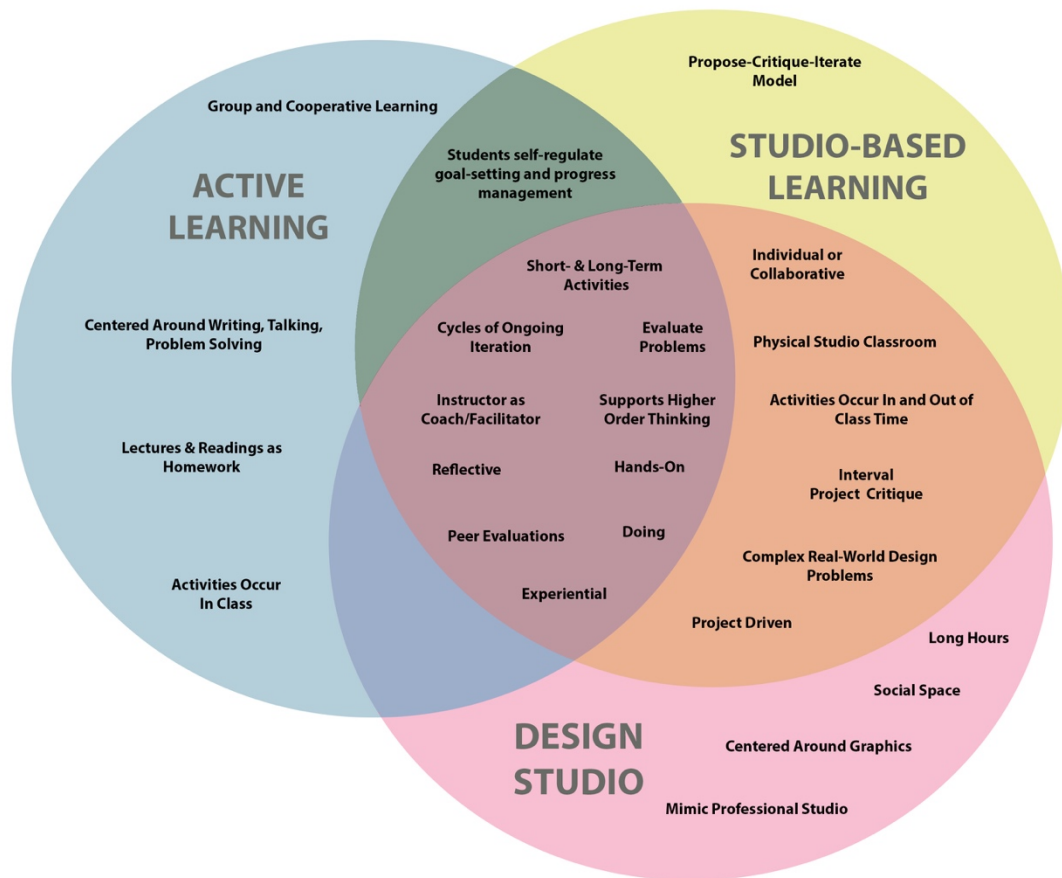 Propose-Critique-Iterate
Model
Group and Cooperative Learning
STUDIO-BASED
LEARNING
Students self-regulate
goal-setting and progress
management
ACTIVE
LEARNING
Individual or
Collaborative
Short- & Long-Term
Activities
Centered Around Writing, Talking,
Problem Solving
Cycles of Ongoing
Iteration
Evaluate
Problems
Physical Studio Classroom
Instructor as
Coach/Facilitator
Supports Higher
Order Thinking
Activities Occur In and Out of
Class Time
Lectures & Readings as
Homework
Reflective
Hands-On
Interval
Project Critique
Peer Evaluations
Doing
Complex Real-World Design
Problems
Activities Occur
In Class
Experiential
Project Driven
Long Hours
Social Space
DESIGN
STUDIO
Centered Around Graphics
Mimic Professional Studio